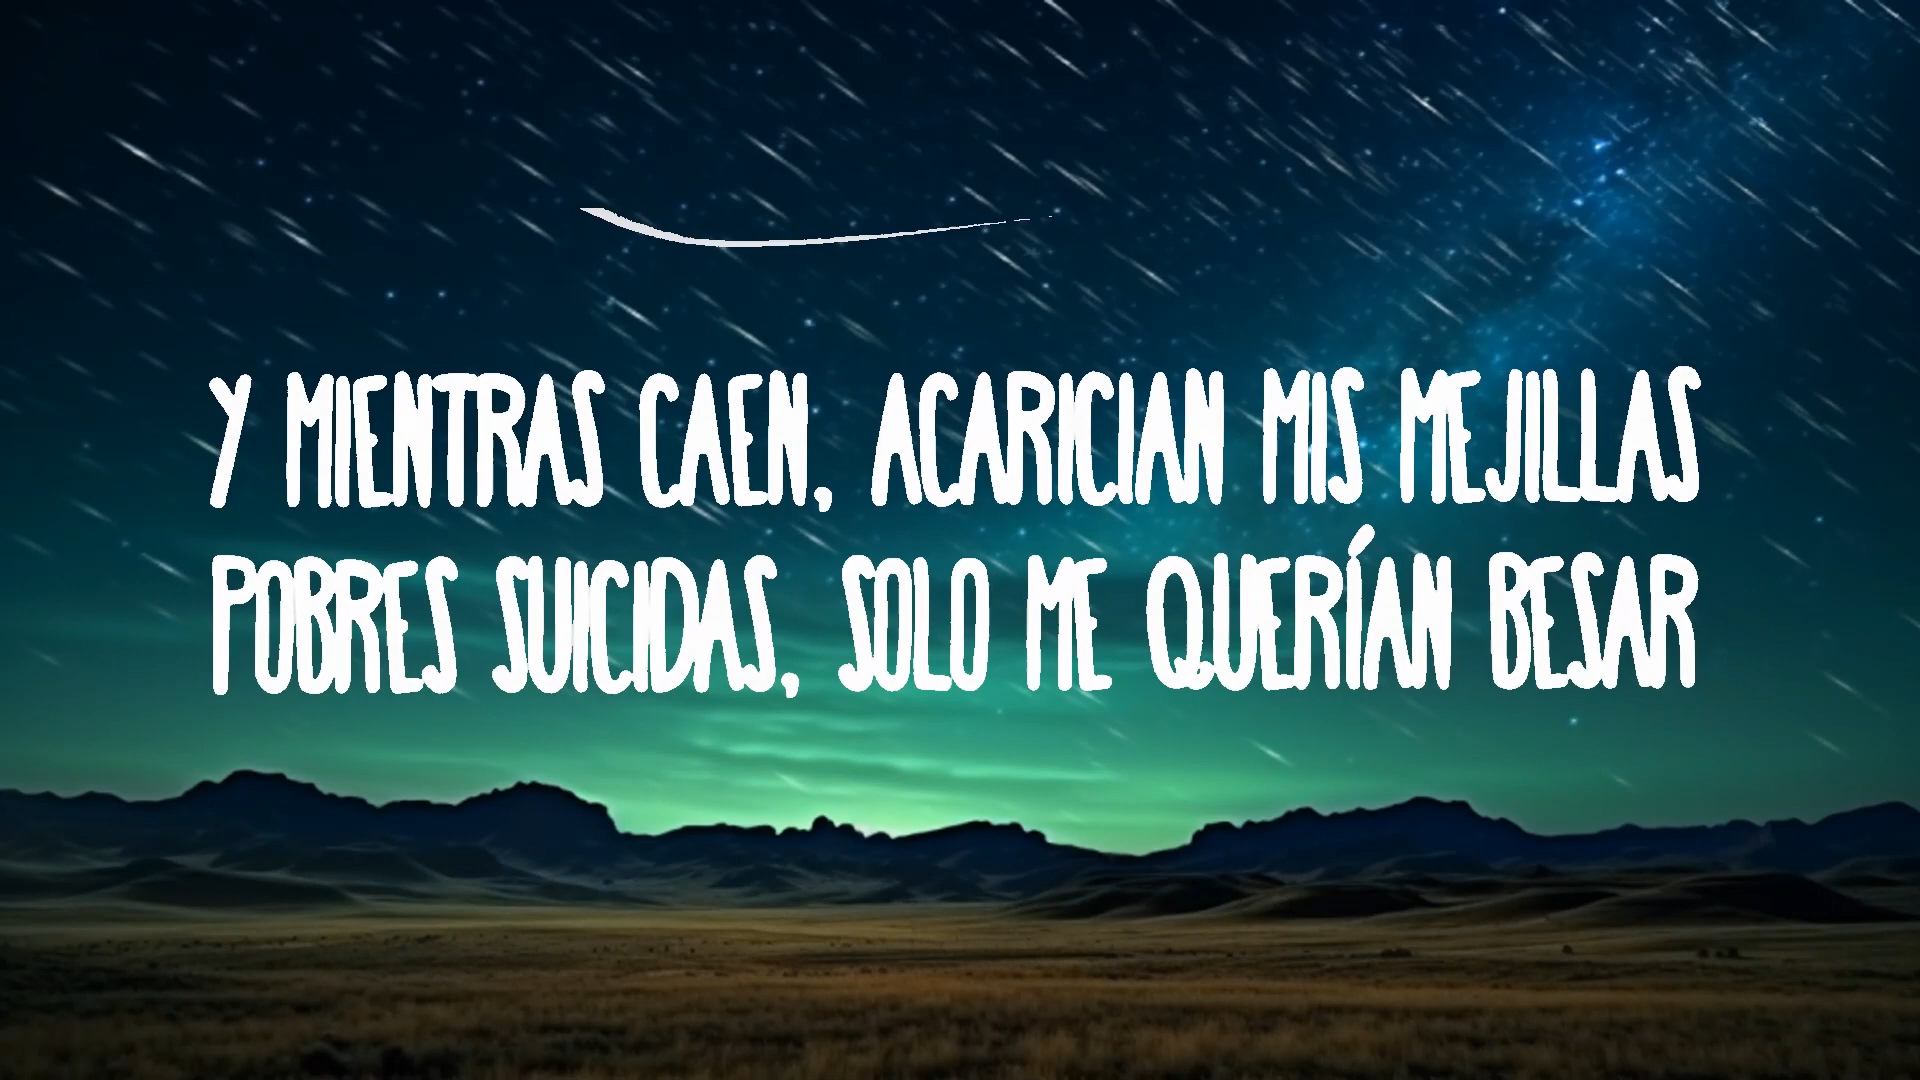 Y MIENTRAS CAEN, ACARICIAN MIS MEJILLAS
POBRES SUICIDAS, SOLO ME QUERÍAN BESAR